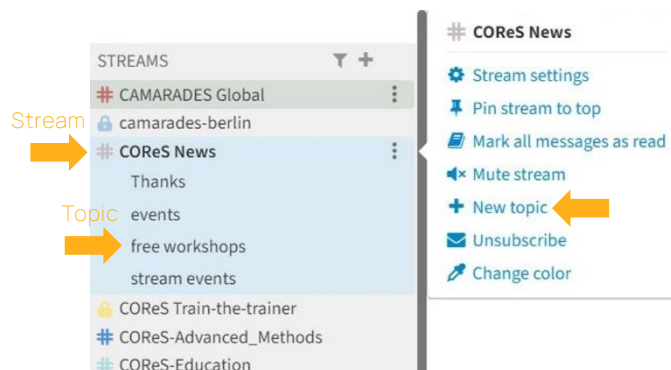 STREAMS
# CAMARADES Global
Stream
camarades-berlin
# COReS News
Thanks
Topic
events
free workshops
stream events
COReS Train-the-trainer
# COReS-Advanced_Methods
# COReS-Education
# COReS News
Stream settings
Pin stream to top
Mark all messages as read
Mute stream
New topic
Unsubscribe
Change color